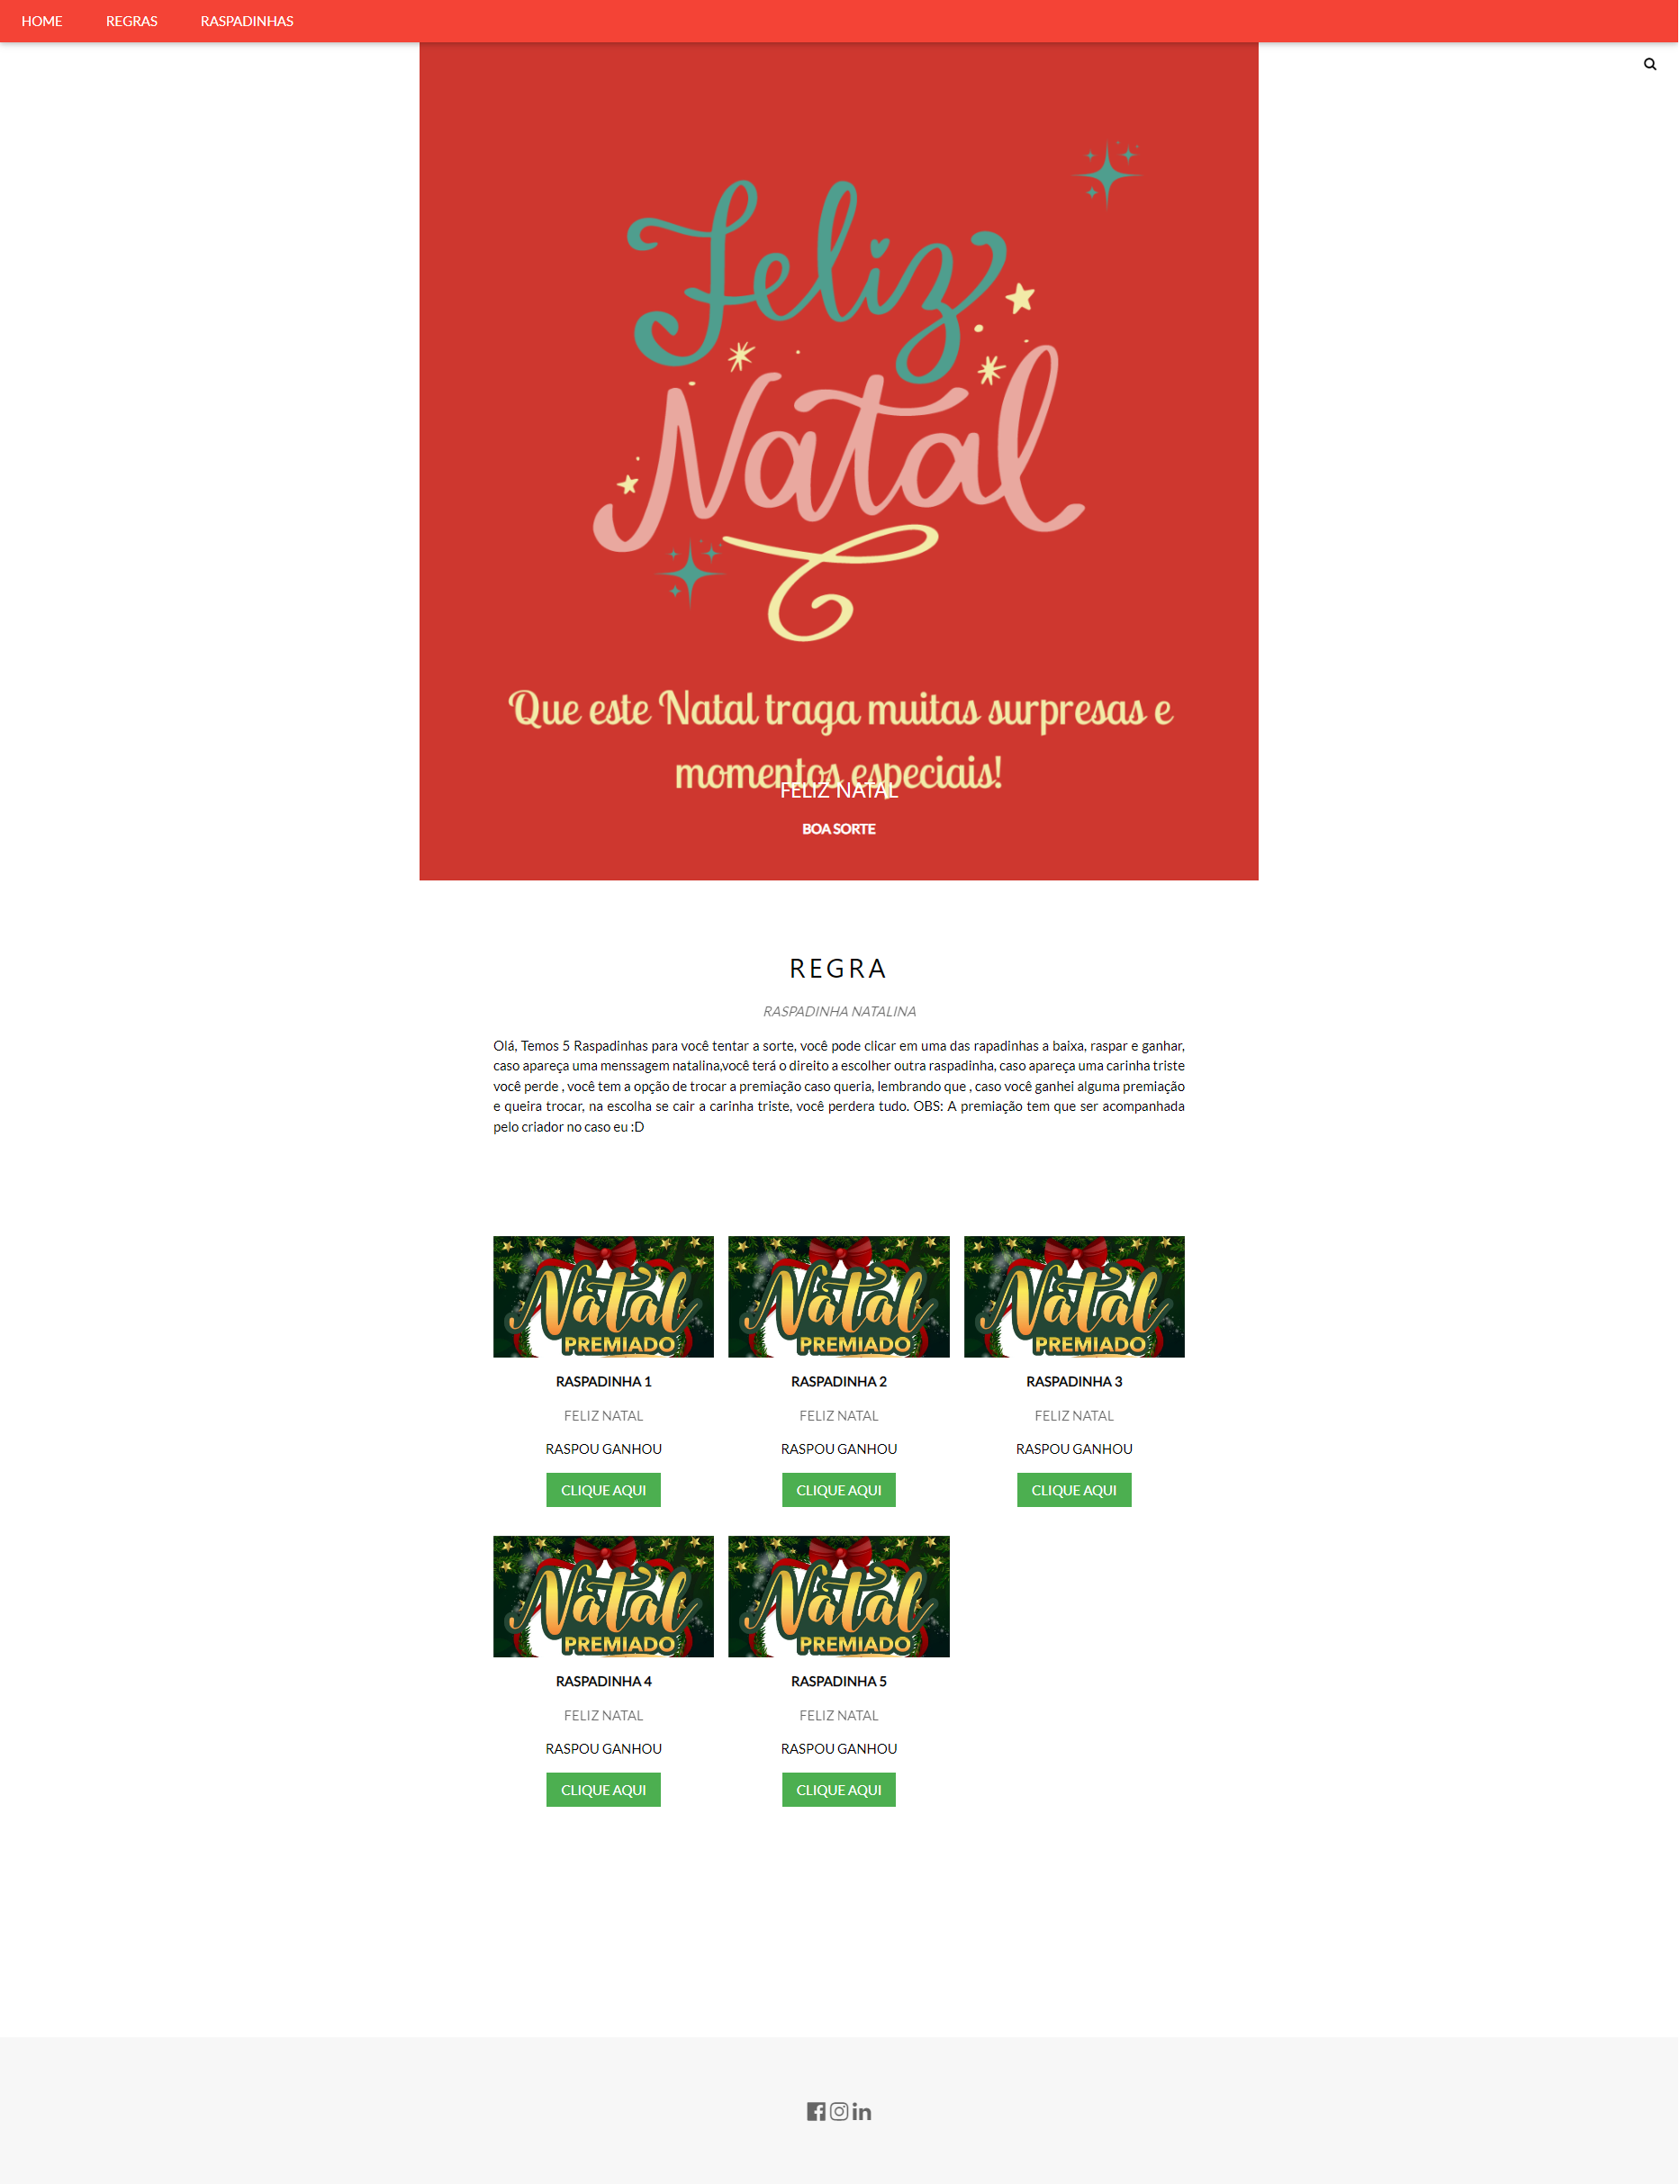 HOME REGRAS RASPADINHAS
Feliz
Natal
Que este Natal traga muitas surpresas e
momentos especiais!
FELIZ NATAL
BOA SORTE
REGRA
RASPADINHA NATALINA
Olá, Temos 5 Raspadinhas para você tentar a sorte, você pode clicar em uma das rapadinhas a baixa, raspar e ganhar,
caso apareça uma menssagem natalina,você terá o direito a escolher outra raspadinha, caso apareça uma carinha triste
você perde , você tem a opção de trocar a premiação caso queria, lembrando que , caso você ganhei alguma premiação
e queira trocar, na escolha se cair a carinha triste, você perdera tudo. OBS: A premiação tem que ser acompanhada
pelo criador no caso eu :D
Natal Natal Natal
PREMIADO PREMIADO PREMIADO
RASPADINHA 1 RASPADINHA 2 RASPADINHA 3
FELIZ NATAL FELIZ NATAL FELIZ NATAL
RASPOU GANHOU RASPOU GANHOU RASPOU GANHOU
CLIQUE AQUI CLIQUE AQUI CLIQUE AQUI
Natal Natal
PREMIADO PREMIADO
RASPADINHA 4 RASPADINHA 5
FELIZ NATAL FELIZ NATAL
RASPOU GANHOU RASPOU GANHOU
CLIQUE AQUI CLIQUE AQUI